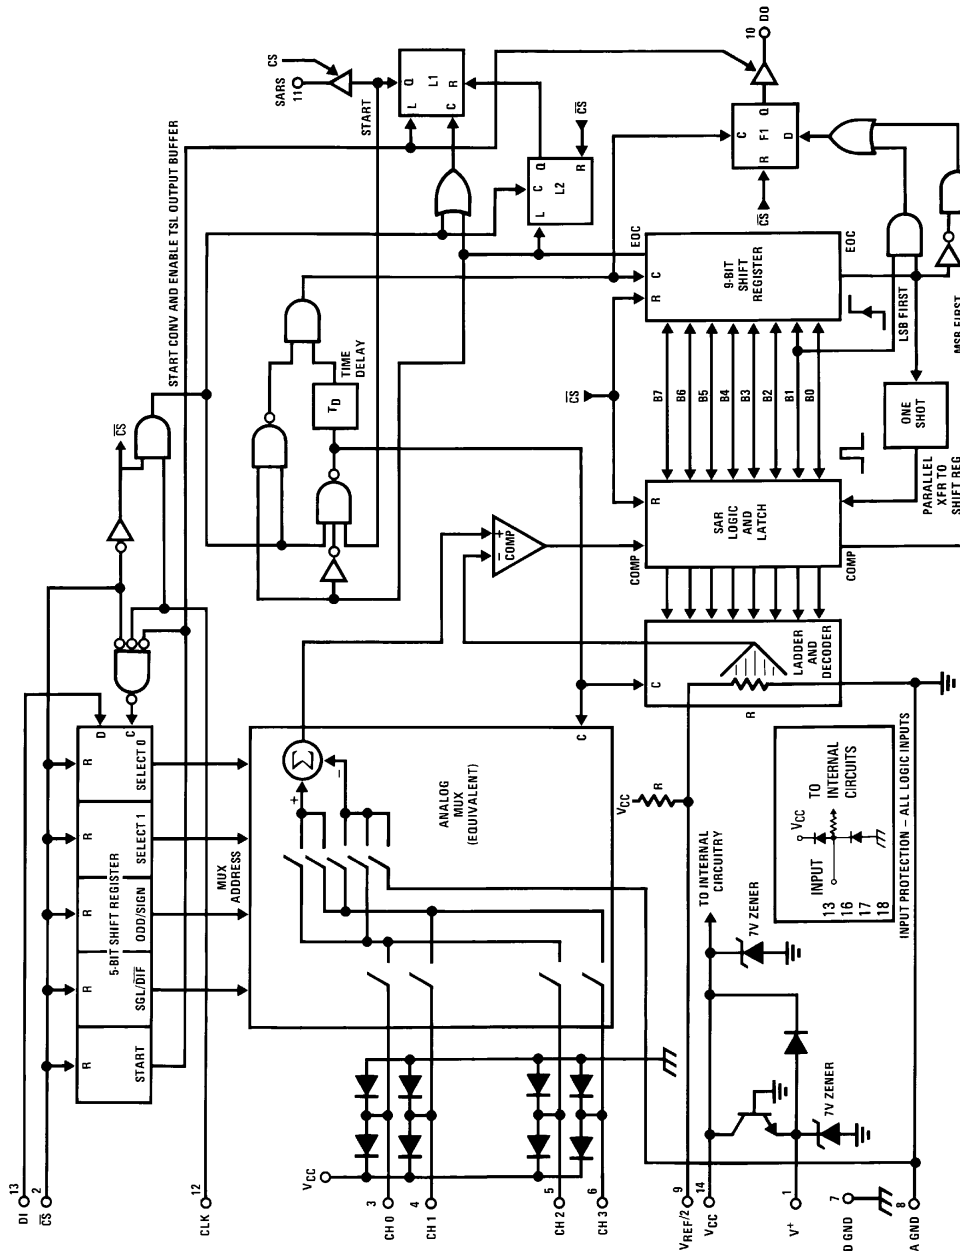 DI
13
CS
2
CLK
12
5-BIT SHIFT REGISTER
R
START
R
SGL/DIF
R
ODD/SIGN
R
SELECT 1
R
SELECT 0
D
C
MUX
ADDRESS
CS
START CONV AND ENABLE TSL OUTPUT BUFFER
TIME
DELAY
TD
SARS
11
CS
START
L1
L
Q
C
R
L2
L
C
Q
R
CS
10
DO
C
F1
Q
R
D
CS
EOC
9-BIT
SHIFT
REGISTER
C
R
EOC
LSB FIRST
MSB FIRST
CS
B7
B6
B5
B4
B3
B2
B1
B0
ONE
SHOT
PARALLEL
XFR TO
SHIFT REG
R
SAR
LOGIC
AND
LATCH
COMP
COMP
+
–
COMP
LADDER
AND
DECODER
C
R
ANALOG
MUX
(EQUIVALENT)
Σ
+
–
C
VCC
3
CH 0
4
CH 1
5
CH 2
6
CH 3
VCC
R
9
VREF/2
14
VCC
1
V+
7
D GND
8
A GND
TO INTERNAL
CIRCUITRY
7V ZENER
7V ZENER
VCC
TO
INTERNAL
CIRCUITS
INPUT
13
16
17
18
INPUT PROTECTION – ALL LOGIC INPUTS